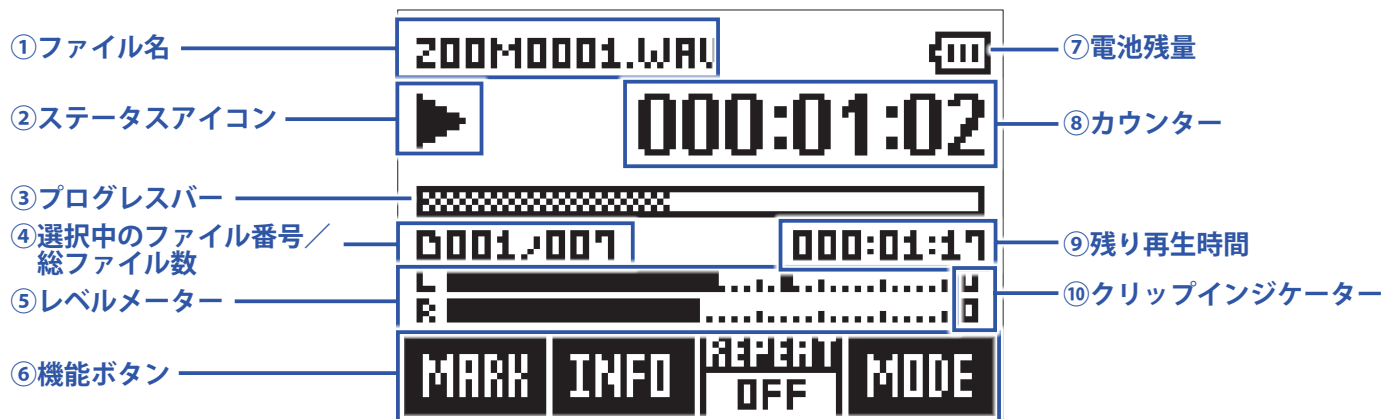 ①ファイル名
ZOOM0001.WAV
⑦電池残量
②ステータスアイコン
000:01:02
⑧カウンター
③プログレスバー
④選択中のファイル番号／
総ファイル数
001/007
000:01:17
⑨残り再生時間
⑤レベルメーター
L
R
⑩クリップインジケーター
⑥機能ボタン
MARK
INFO
REPEAT
OFF
MODE